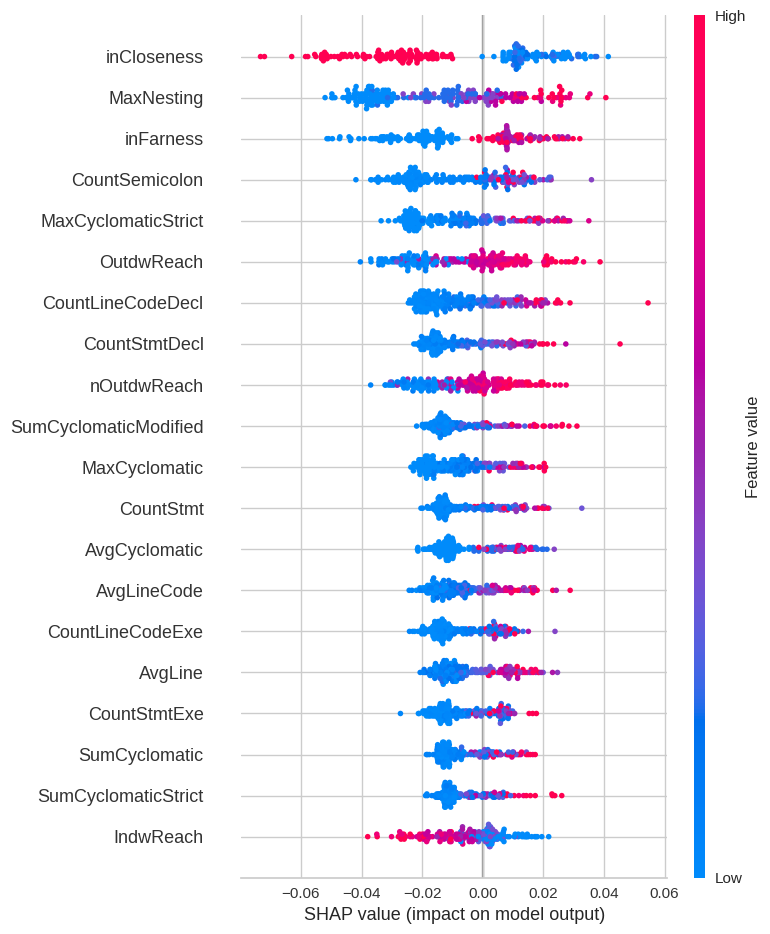 High
inCloseness
MaxNesting
inFarness
CountSemicolon
MaxCyclomaticStrict
OutdwReach
CountLineCodeDecl
CountStmtDecl
nOutdwReach
SumCyclomaticModified
MaxCyclomatic
CountStmt
AvgCyclomatic
AvgLineCode
CountLineCodeExe
AvgLine
CountStmtExe
SumCyclomatic
SumCyclomaticStrict
IndwReach
Feature value
Low
−0.06 −0.04 −0.02 0.00 0.02 0.04 0.06
SHAP value (impact on model output)